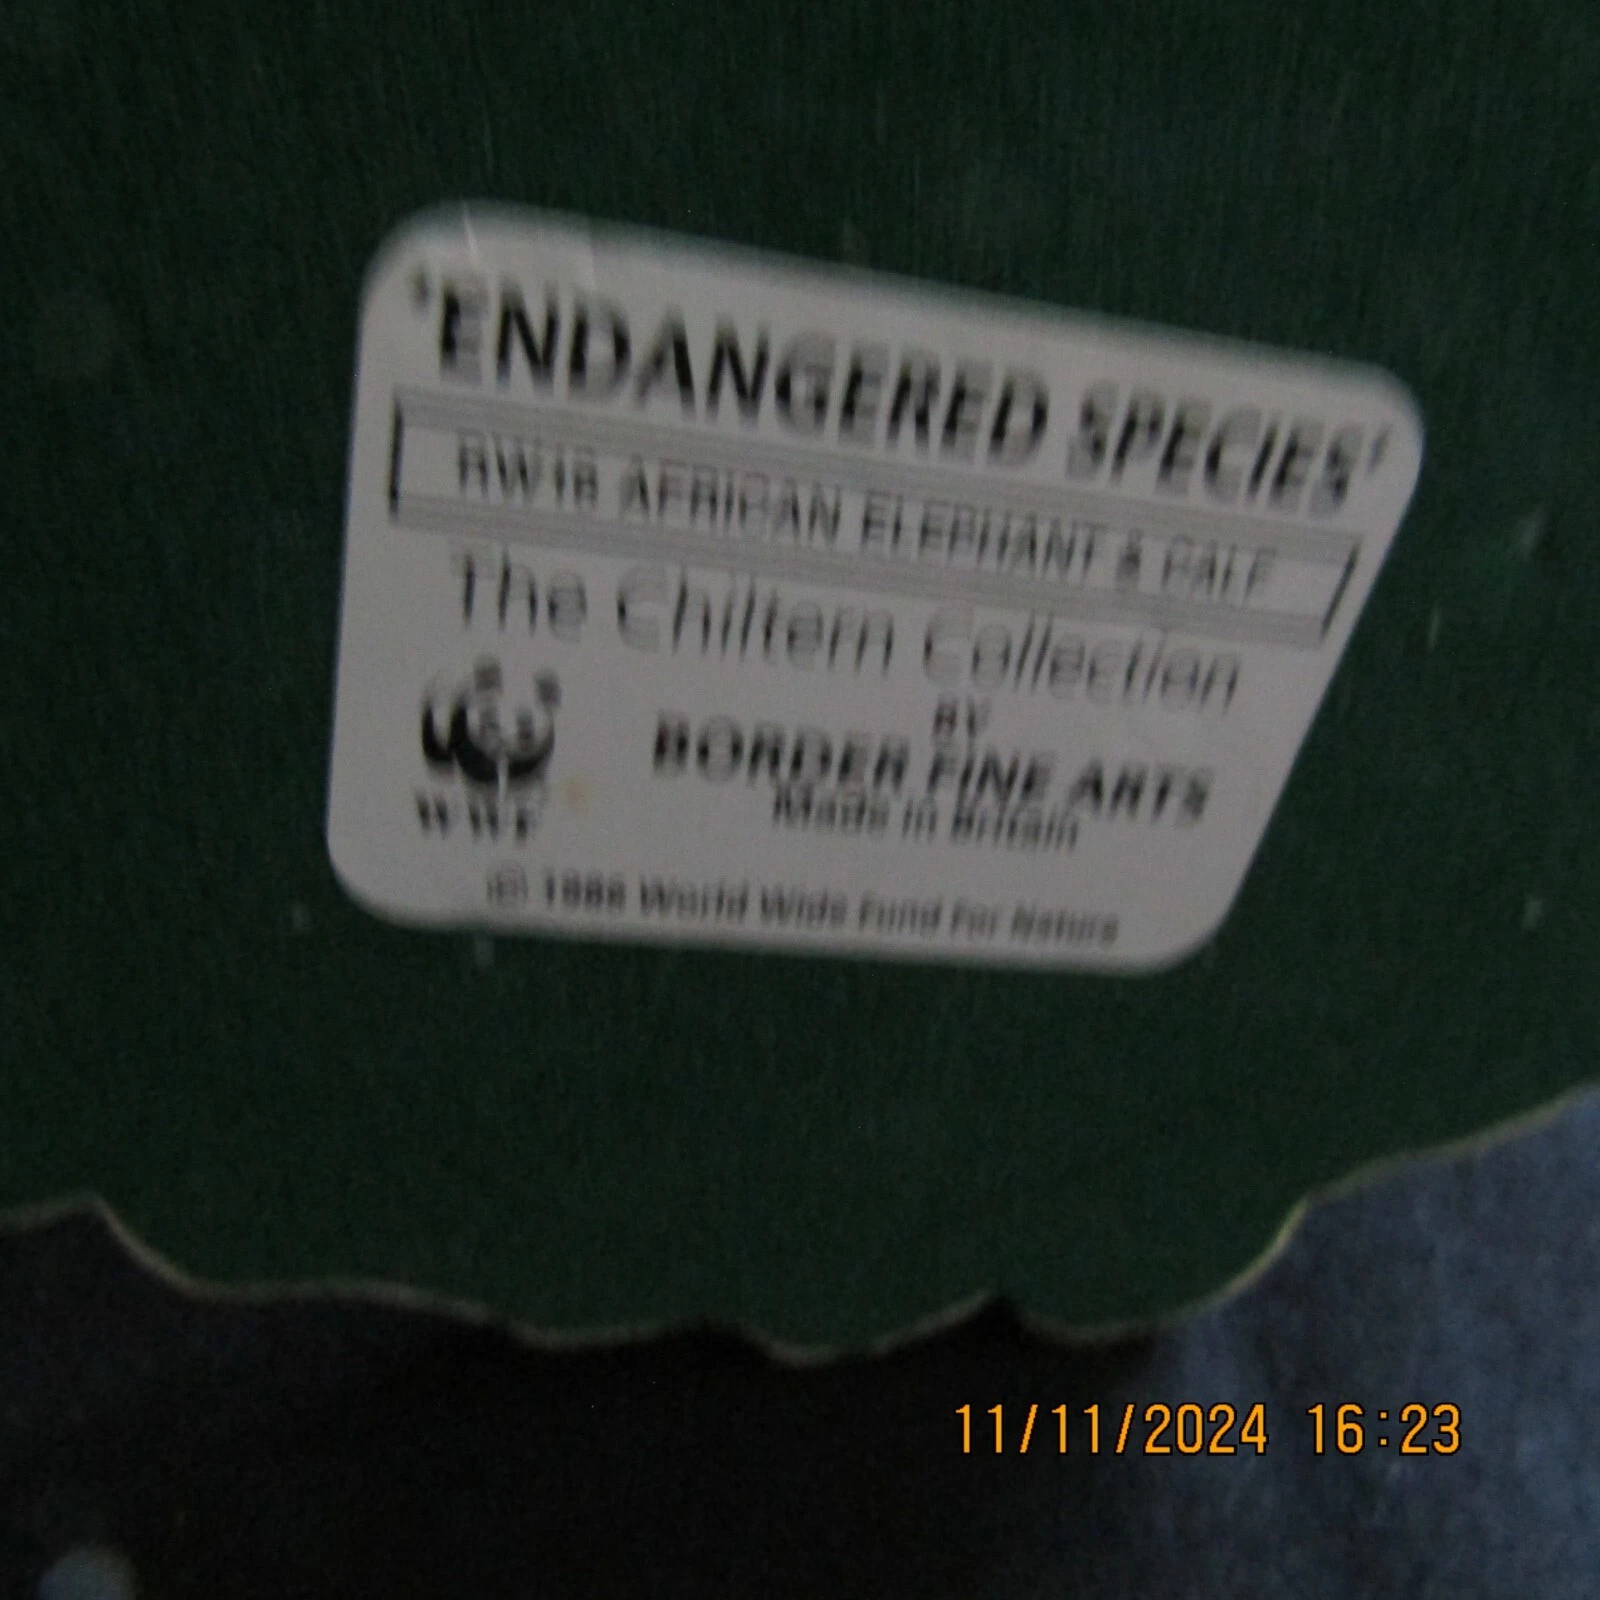 'ENDANGERED SPECIES'
AFRICAN ELEPHANT & CALF
The Chiltern Collection
BY
BORDER FINE ARTS
Made in Britain
WWF
© World Wide Fund For Nature
11/11/2024 16:23